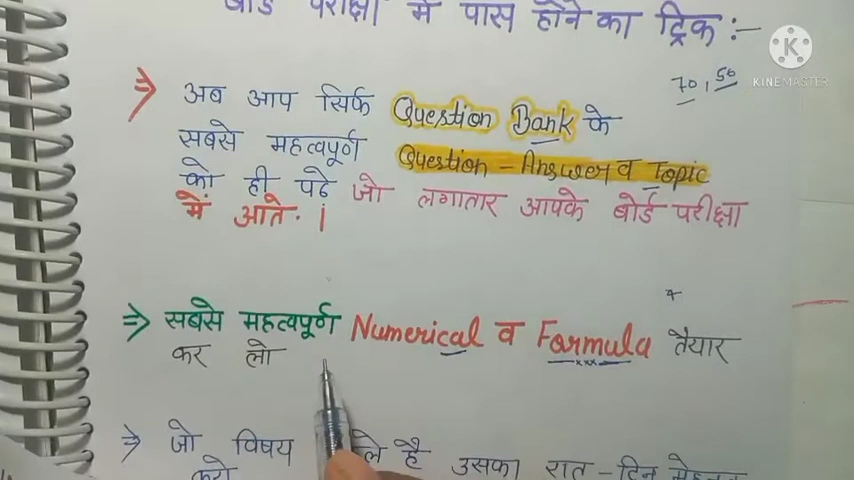 बोर्ड परीक्षा में पास होने का ट्रिक :-
70, 50
KINEMASTER
⇒ अब आप सिर्फ Question Bank के
सबसे महत्वपूर्ण Question - Answer व Topic
को ही पढे जो लगातार आपके बोर्ड परीक्षा
में आते।
⇒ सबसे महत्वपूर्ण Numerical व Formula तैयार
कर लो
⇒ जो विषय है उसका रात-दिन मेहनत
करो